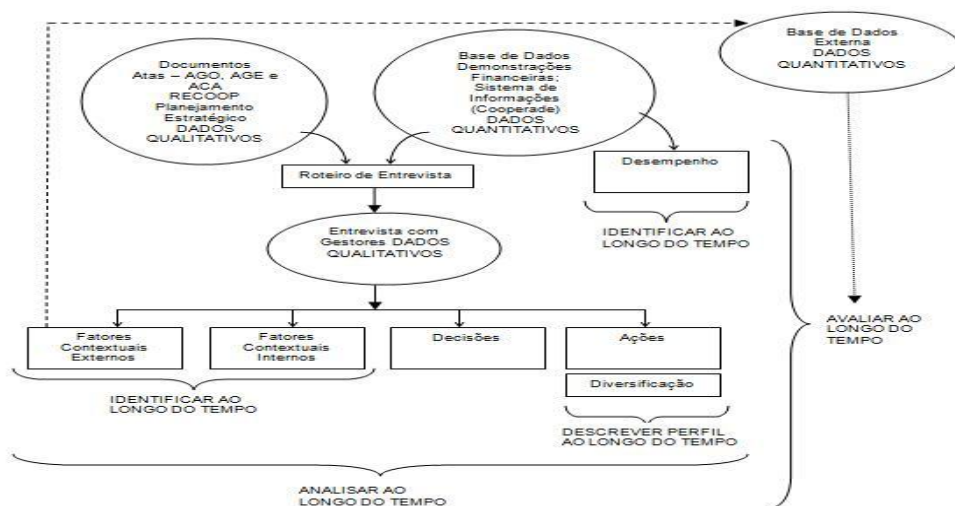 Documentos
Atas – AGO, AGE e
ACA
RECOOP
Planejamento
Estratégico
DADOS
QUALITATIVOS
Base de Dados
Demonstrações
Financeiras;
Sistema de
Informações
(Cooperade)
DADOS
QUANTITATIVOS
Base de Dados
Externa
DADOS
QUANTITATIVOS
Roteiro de Entrevista
Desempenho
IDENTIFICAR AO
LONGO DO TEMPO
Entrevista com
Gestores DADOS
QUALITATIVOS
Fatores
Contextuais
Externos
Fatores
Contextuais
Internos
Decisões
Ações
Diversificação
AVALIAR AO
LONGO DO
TEMPO
IDENTIFICAR AO
LONGO DO TEMPO
DESCREVER PERFIL
AO LONGO DO TEMPO
ANALISAR AO
LONGO DO TEMPO